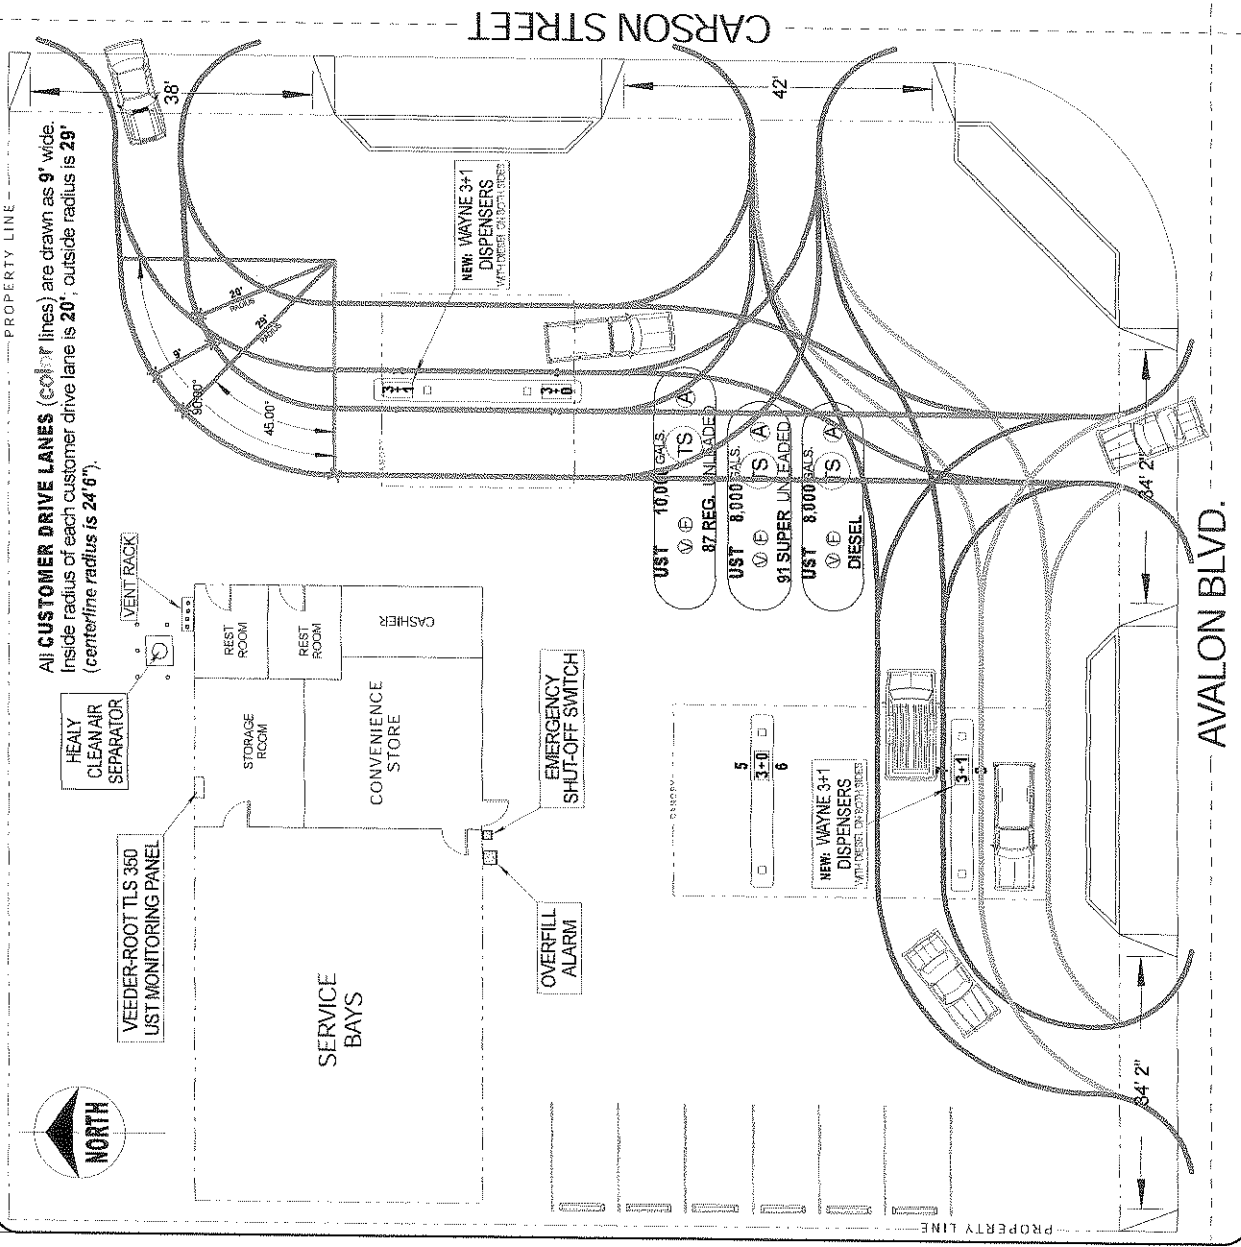 CARSON STREET
PROPERTY LINE
All CUSTOMER DRIVE LANES (color lines) are drawn as 9' wide.
Inside radius of each customer drive lane is 20'; outside radius is 29'
(centerline radius is 24'6").
38'
42'
NEW: WAYNE 3+1
DISPENSERS
WITH DIESEL ON BOTH SIDES
20'
RADIUS
29'
RADIUS
9'
90.00°
45.00'
3+1
3+0
CANOPY
VENT RACK
HEALY
CLEAN AIR
SEPARATOR
VEEDER-ROOT TLS 350
UST MONITORING PANEL
REST
ROOM
REST
ROOM
CASHIER
STORAGE
ROOM
CONVENIENCE
STORE
SERVICE
BAYS
EMERGENCY
SHUT-OFF SWITCH
OVERFILL
ALARM
UST 10,000 GALS.
V F TS A
87 REG. UNLEADED
UST 8,000 GALS.
V F TS A
91 SUPER UNLEADED
UST 8,000 GALS.
V F TS A
DIESEL
CANOPY
5
3+0
6
NEW: WAYNE 3+1
DISPENSERS
WITH DIESEL ON BOTH SIDES
3+1
34' 2"
34' 2"
AVALON BLVD.
NORTH
PROPERTY LINE